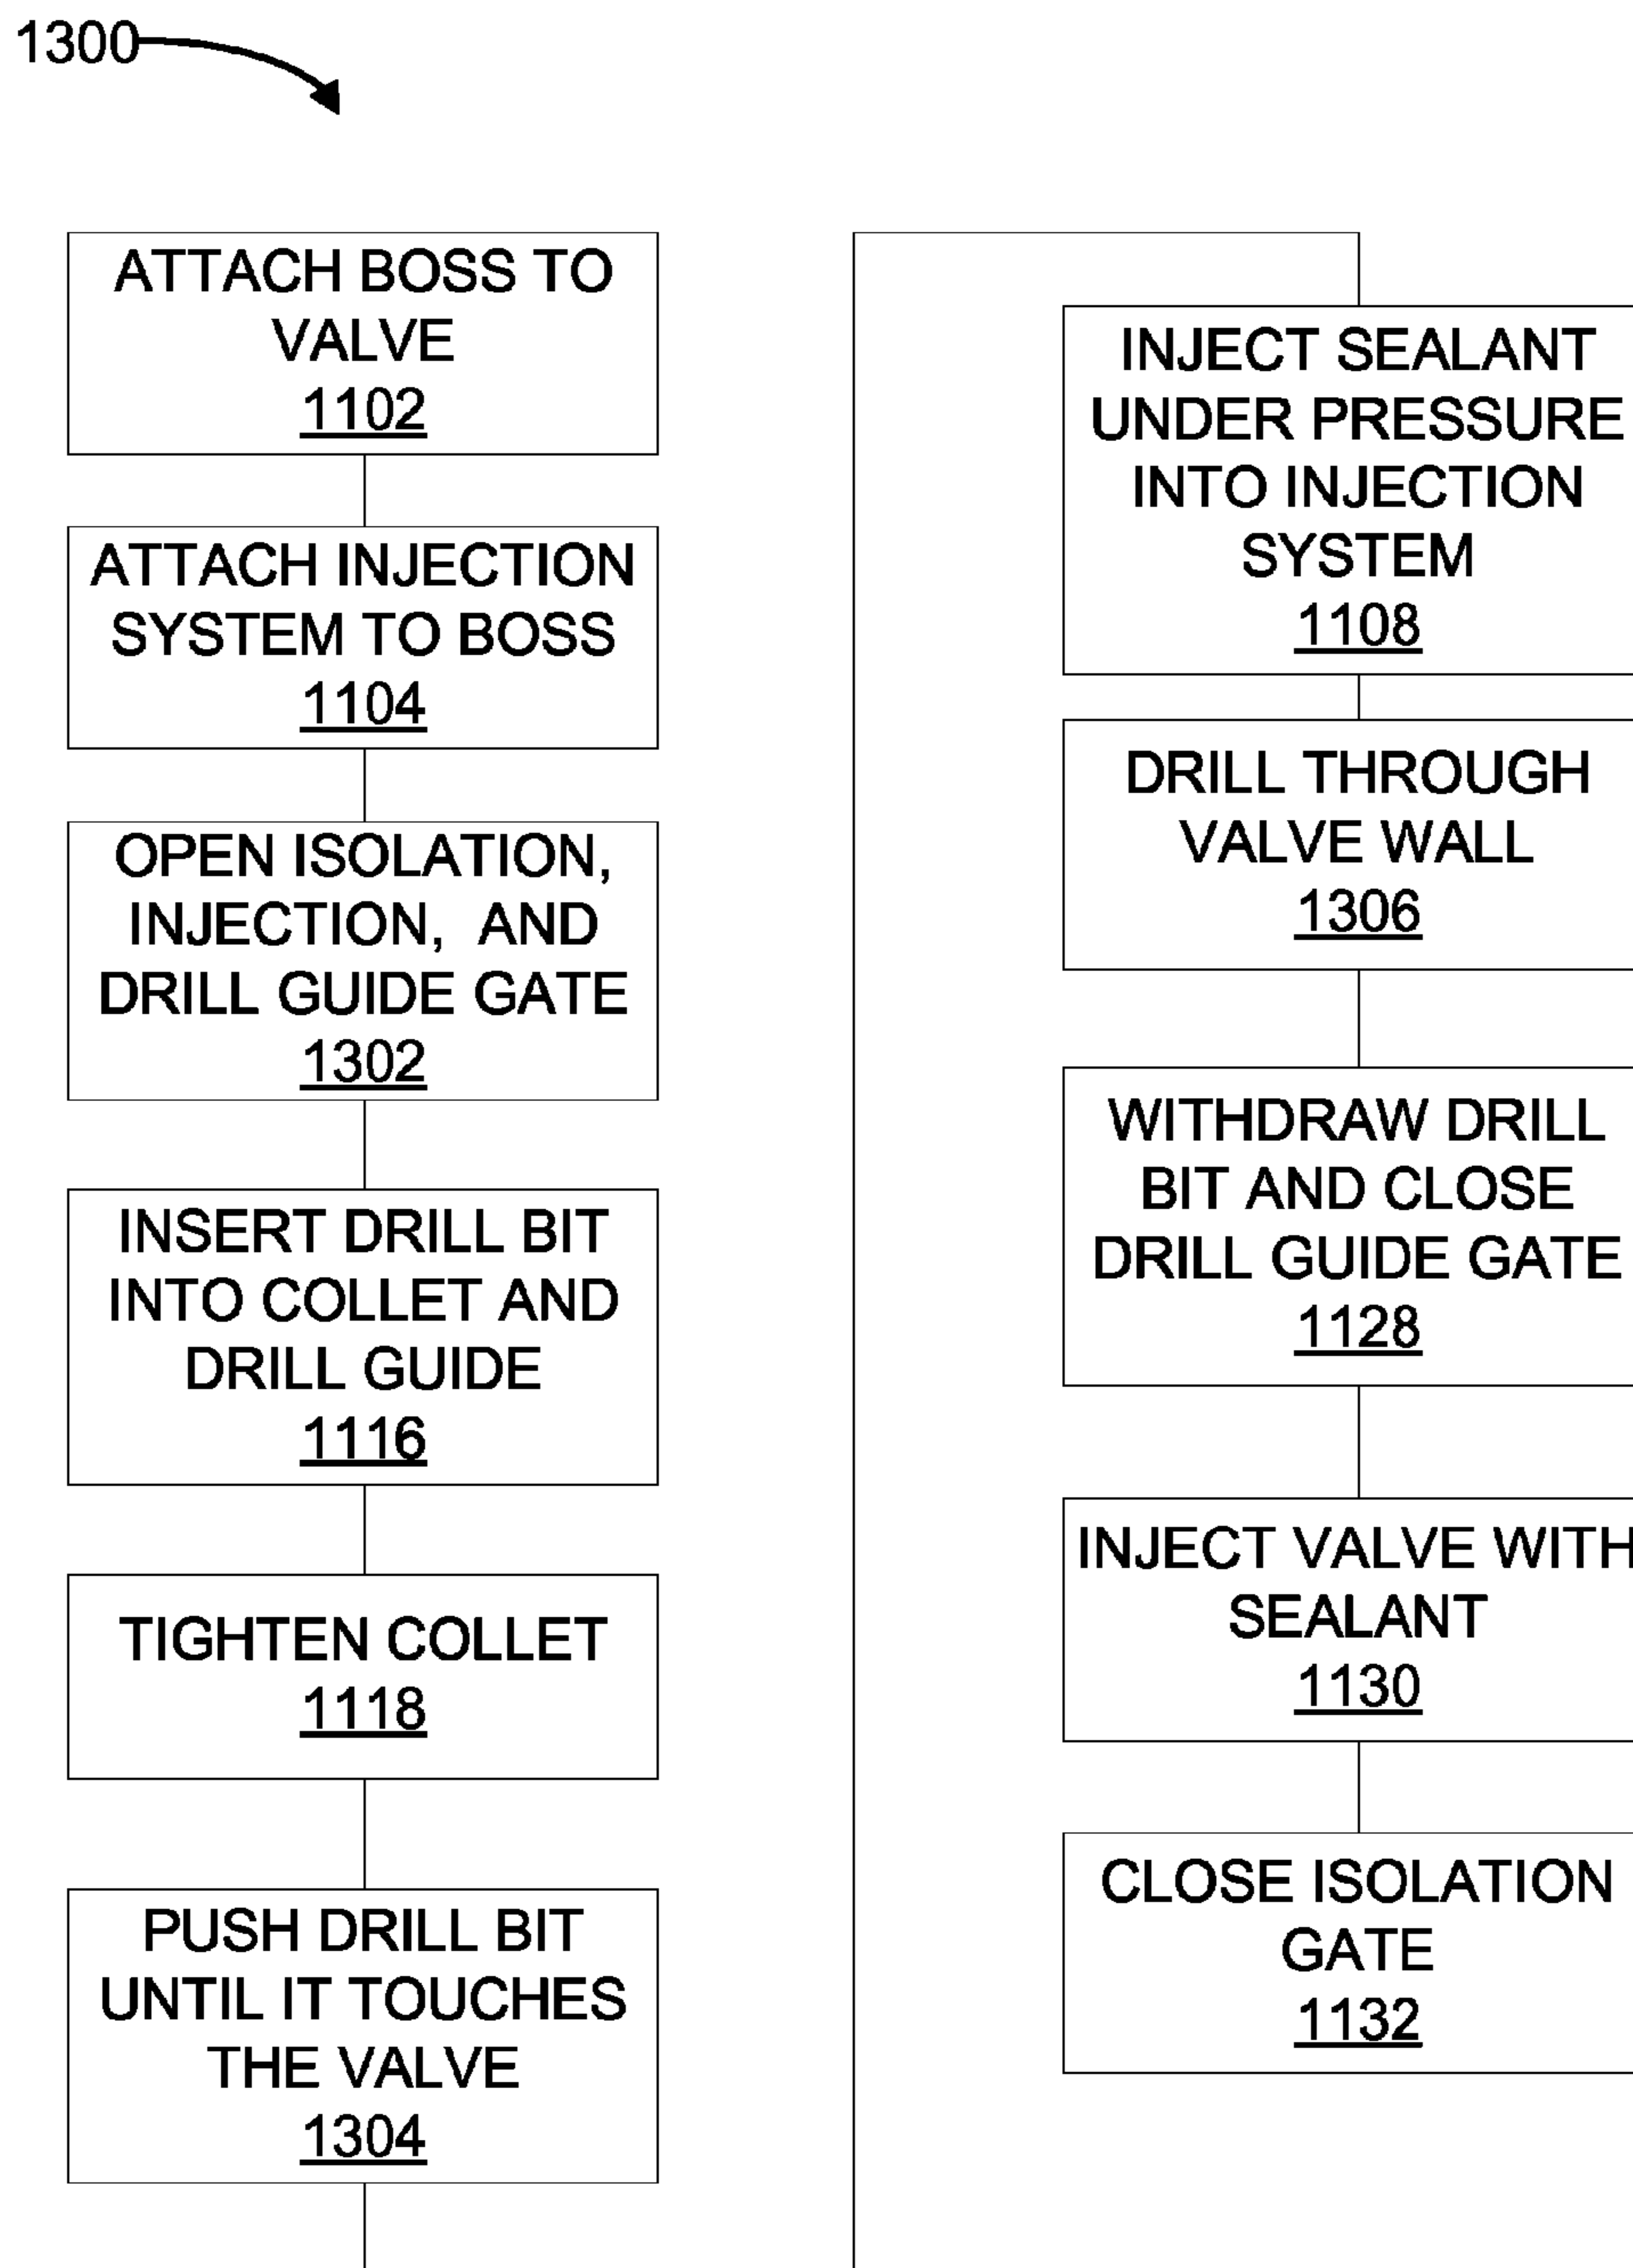 1300
ATTACH BOSS TO
VALVE
1102
ATTACH INJECTION
SYSTEM TO BOSS
1104
OPEN ISOLATION,
INJECTION, AND
DRILL GUIDE GATE
1302
INSERT DRILL BIT
INTO COLLET AND
DRILL GUIDE
1116
TIGHTEN COLLET
1118
PUSH DRILL BIT
UNTIL IT TOUCHES
THE VALVE
1304
INJECT SEALANT
UNDER PRESSURE
INTO INJECTION
SYSTEM
1108
DRILL THROUGH
VALVE WALL
1306
WITHDRAW DRILL
BIT AND CLOSE
DRILL GUIDE GATE
1128
INJECT VALVE WITH
SEALANT
1130
CLOSE ISOLATION
GATE
1132